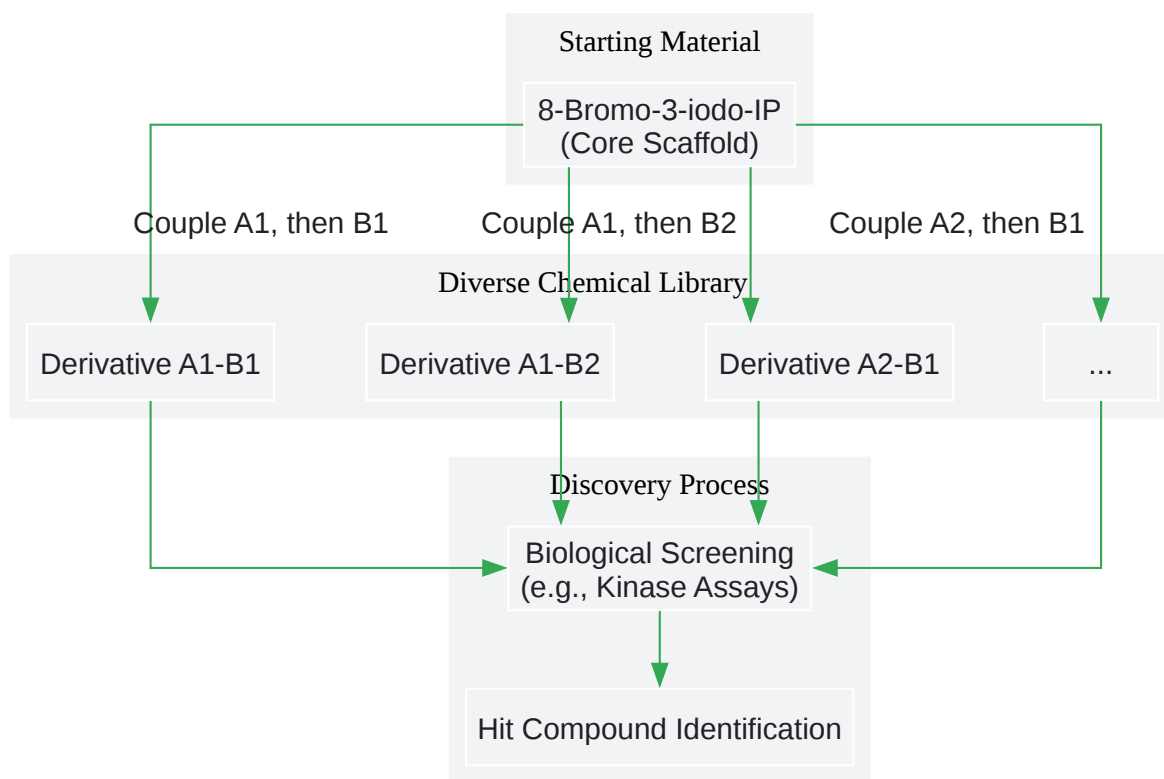 Starting Material
8-Bromo-3-iodo-IP
(Core Scaffold)
Couple A1, then B1
Couple A1, then B2
Couple A2, then B1
Diverse Chemical Library
Derivative A1-B1
Derivative A1-B2
Derivative A2-B1
...
Discovery Process
Biological Screening
(e.g., Kinase Assays)
Hit Compound Identification